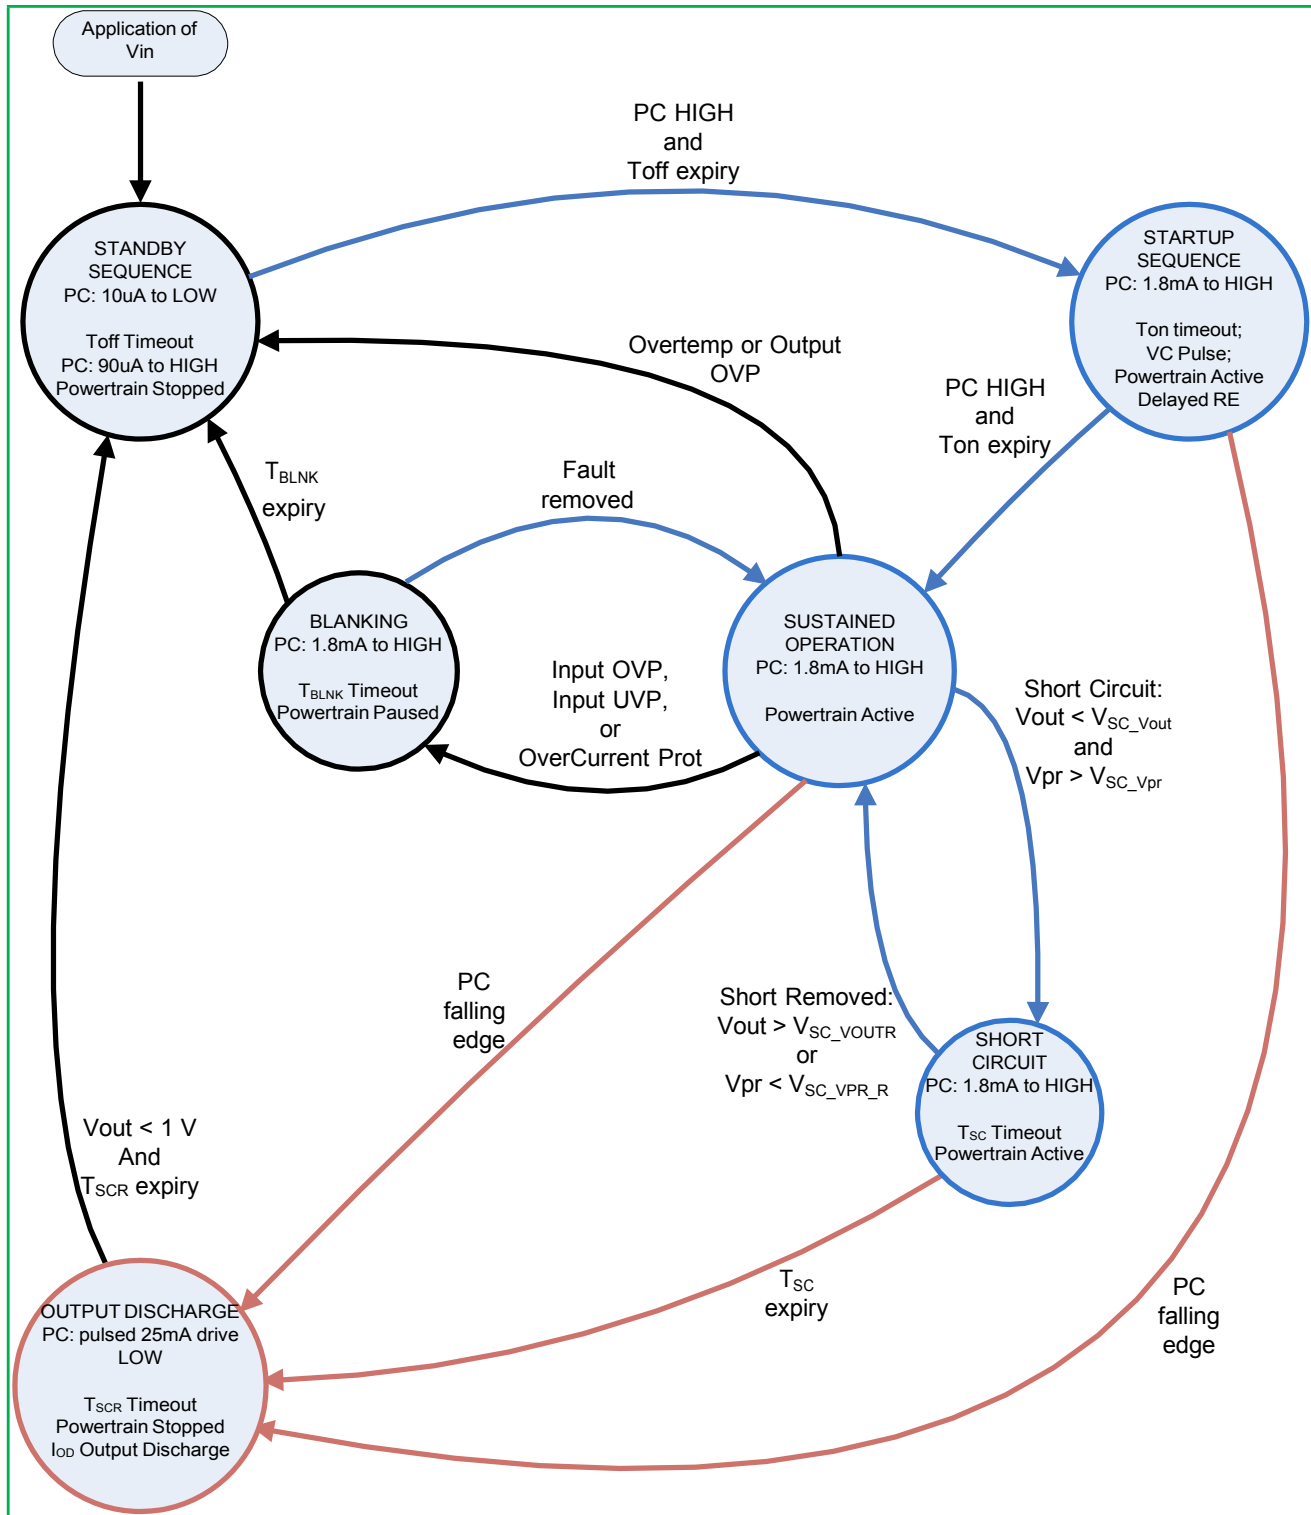 Application of
Vin
PC HIGH
and
Toff expiry
STANDBY
SEQUENCE
PC: 10uA to LOW
Toff Timeout
PC: 90uA to HIGH
Powertrain Stopped
STARTUP
SEQUENCE
PC: 1.8mA to HIGH
Ton timeout;
VC Pulse;
Powertrain Active
Delayed RE
Overtemp or Output
OVP
PC HIGH
and
Ton expiry
TBLNK
expiry
Fault
removed
BLANKING
PC: 1.8mA to HIGH
TBLNK Timeout
Powertrain Paused
Input OVP,
Input UVP,
or
OverCurrent Prot
SUSTAINED
OPERATION
PC: 1.8mA to HIGH
Powertrain Active
Short Circuit:
Vout < VSC_Vout
and
Vpr > VSC_Vpr
PC
falling
edge
Short Removed:
Vout > VSC_VOUTR
or
Vpr < VSC_VPR_R
SHORT
CIRCUIT
PC: 1.8mA to HIGH
TSC Timeout
Powertrain Active
Vout < 1 V
And
TSCR expiry
TSC
expiry
PC
falling
edge
OUTPUT DISCHARGE
PC: pulsed 25mA drive
LOW
TSCR Timeout
Powertrain Stopped
IOD Output Discharge